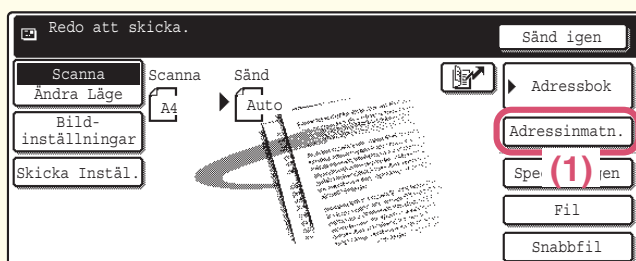 Redo att skicka.
Sänd igen
Scanna
Ändra Läge
Scanna
Sänd
A4
Auto
Adressbok
Bild-
inställningar
Adressinmatn.
Skicka Instäl.
(1)
Fil
Snabbfil